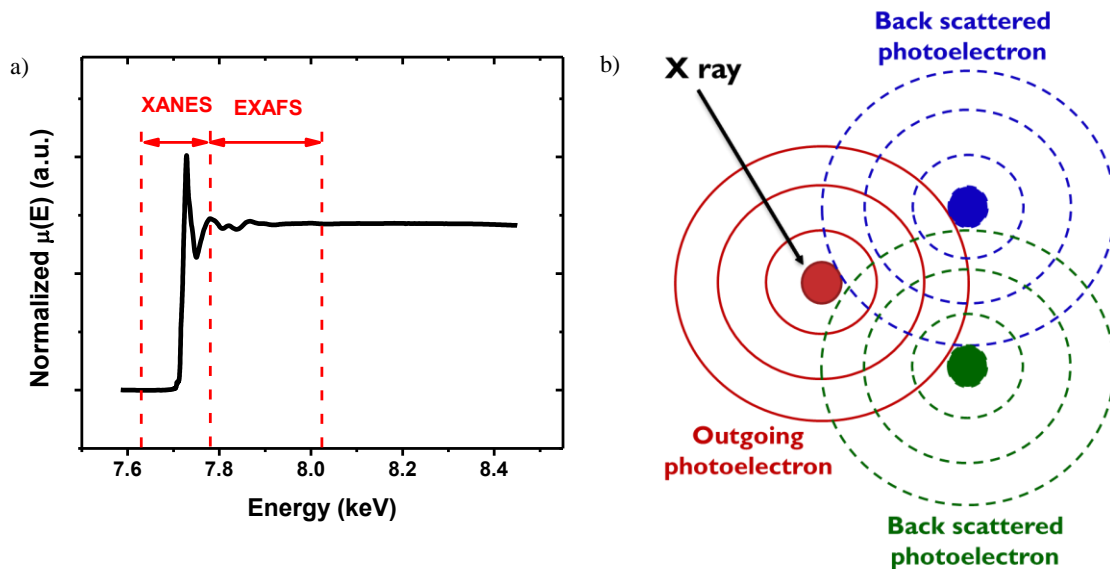 a)
XANES
EXAFS
Normalized μ(E) (a.u.)
7.6
7.8
8.0
8.2
8.4
Energy (keV)
b)
Back scattered
photoelectron
X ray
Outgoing
photoelectron
Back scattered
photoelectron